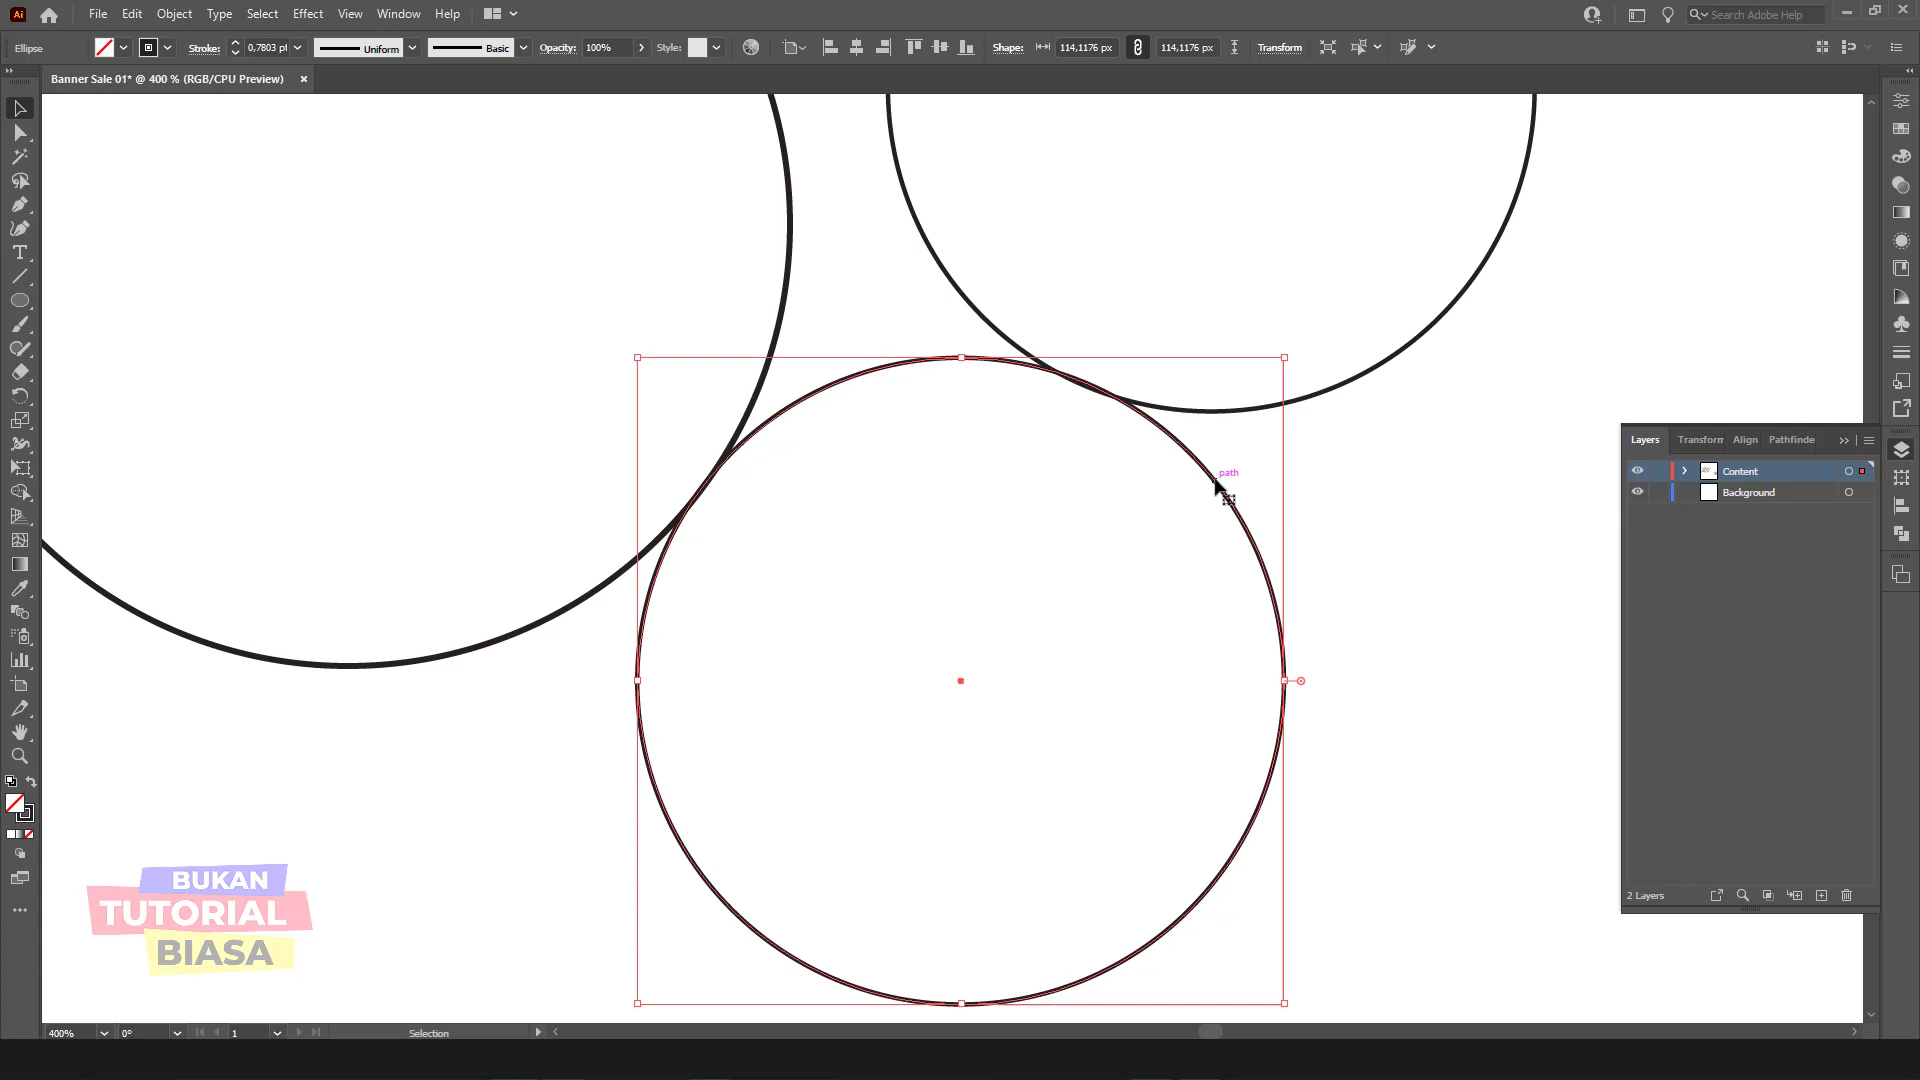 Ai
File Edit Object Type Select Effect View Window Help
Search Adobe Help
Ellipse
Stroke: 0,7803 pt Uniform Basic Opacity: 100% Style: Shape: 114,1176 px 114,1176 px Transform
Banner Sale 01* @ 400 % (RGB/CPU Preview)
path
Layers Transform Align Pathfinde
Content
Background
2 Layers
BUKAN
TUTORIAL
BIASA
400% 0° 1 Selection